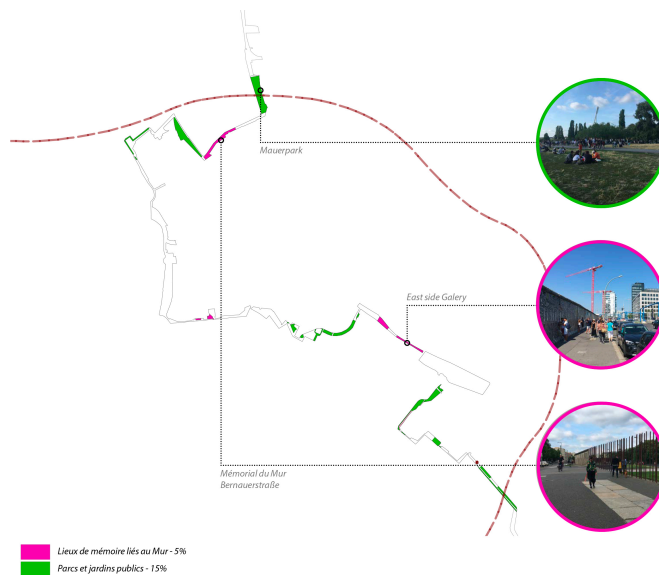 Mauerpark
East side Galery
Mémorial du Mur
Bernauerstraße
Lieux de mémoire liés au Mur - 5%
Parcs et jardins publics - 15%